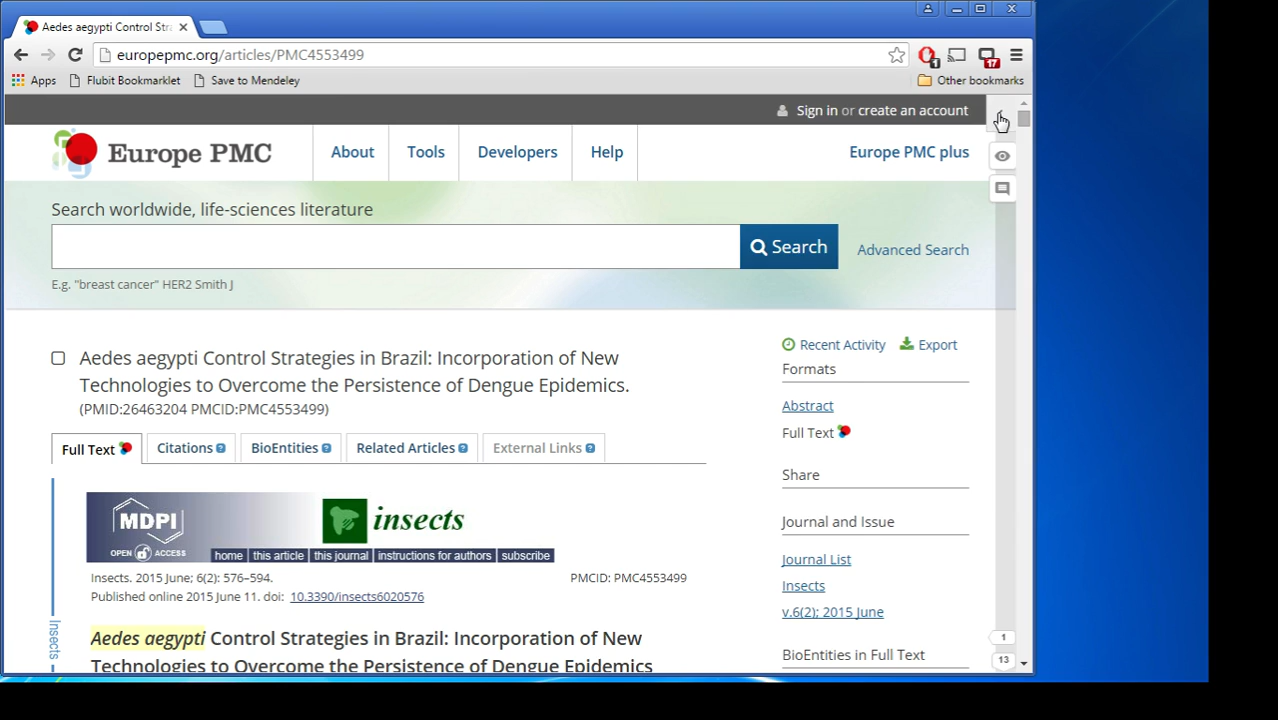 Aedes aegypti Control Str
europepmc.org/articles/PMC4553499
1
17
Apps Flubit Bookmarklet Save to Mendeley Other bookmarks
Sign in or create an account
Europe PMC About Tools Developers Help Europe PMC plus
Search worldwide, life-sciences literature
Search Advanced Search
E.g. "breast cancer" HER2 Smith J
Recent Activity Export
Aedes aegypti Control Strategies in Brazil: Incorporation of New
Technologies to Overcome the Persistence of Dengue Epidemics.
(PMID:26463204 PMCID:PMC4553499)
Formats
Abstract
Full Text
Full Text Citations ? BioEntities ? Related Articles ? External Links ?
Share
MDPI insects
OPEN ACCESS home this article this journal instructions for authors subscribe
Journal and Issue
Journal List
Insects
v.6(2); 2015 June
Insects. 2015 June; 6(2): 576–594. PMCID: PMC4553499
Published online 2015 June 11. doi: 10.3390/insects6020576
Insects
Aedes aegypti Control Strategies in Brazil: Incorporation of New
Technologies to Overcome the Persistence of Dengue Epidemics
BioEntities in Full Text
1
13